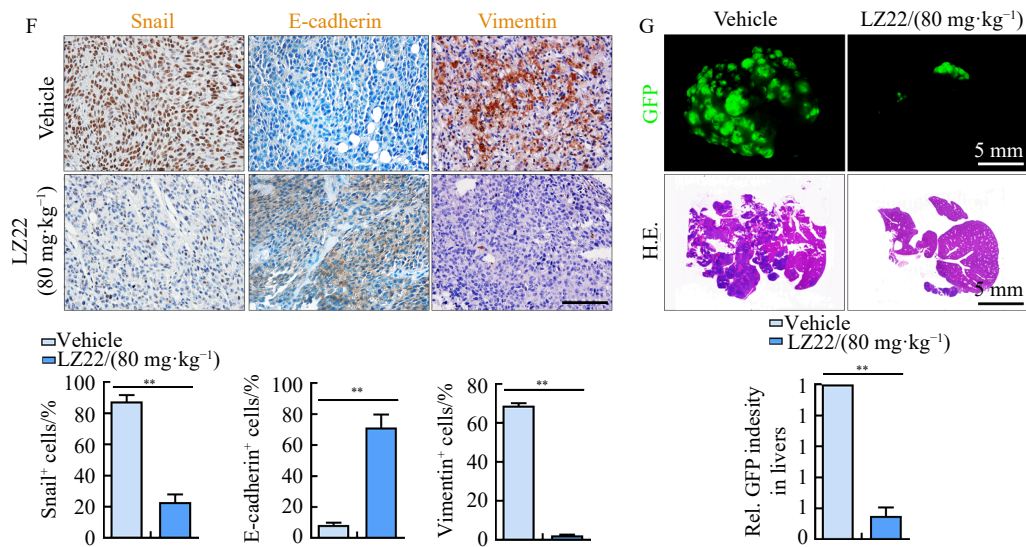 F
Snail
E-cadherin
Vimentin
Vehicle
LZ22
(80 mg·kg⁻¹)
Vehicle
LZ22/(80 mg·kg⁻¹)
Snail⁺ cells/%
100
80
60
40
20
0
**
E-cadherin⁺ cells/%
100
80
60
40
20
0
**
Vimentin⁺ cells/%
80
60
40
20
0
**
G
Vehicle
LZ22/(80 mg·kg⁻¹)
GFP
5 mm
H.E.
5 mm
Vehicle
LZ22/(80 mg·kg⁻¹)
Rel. GFP indesity
in livers
1
1
1
1
1
0
**